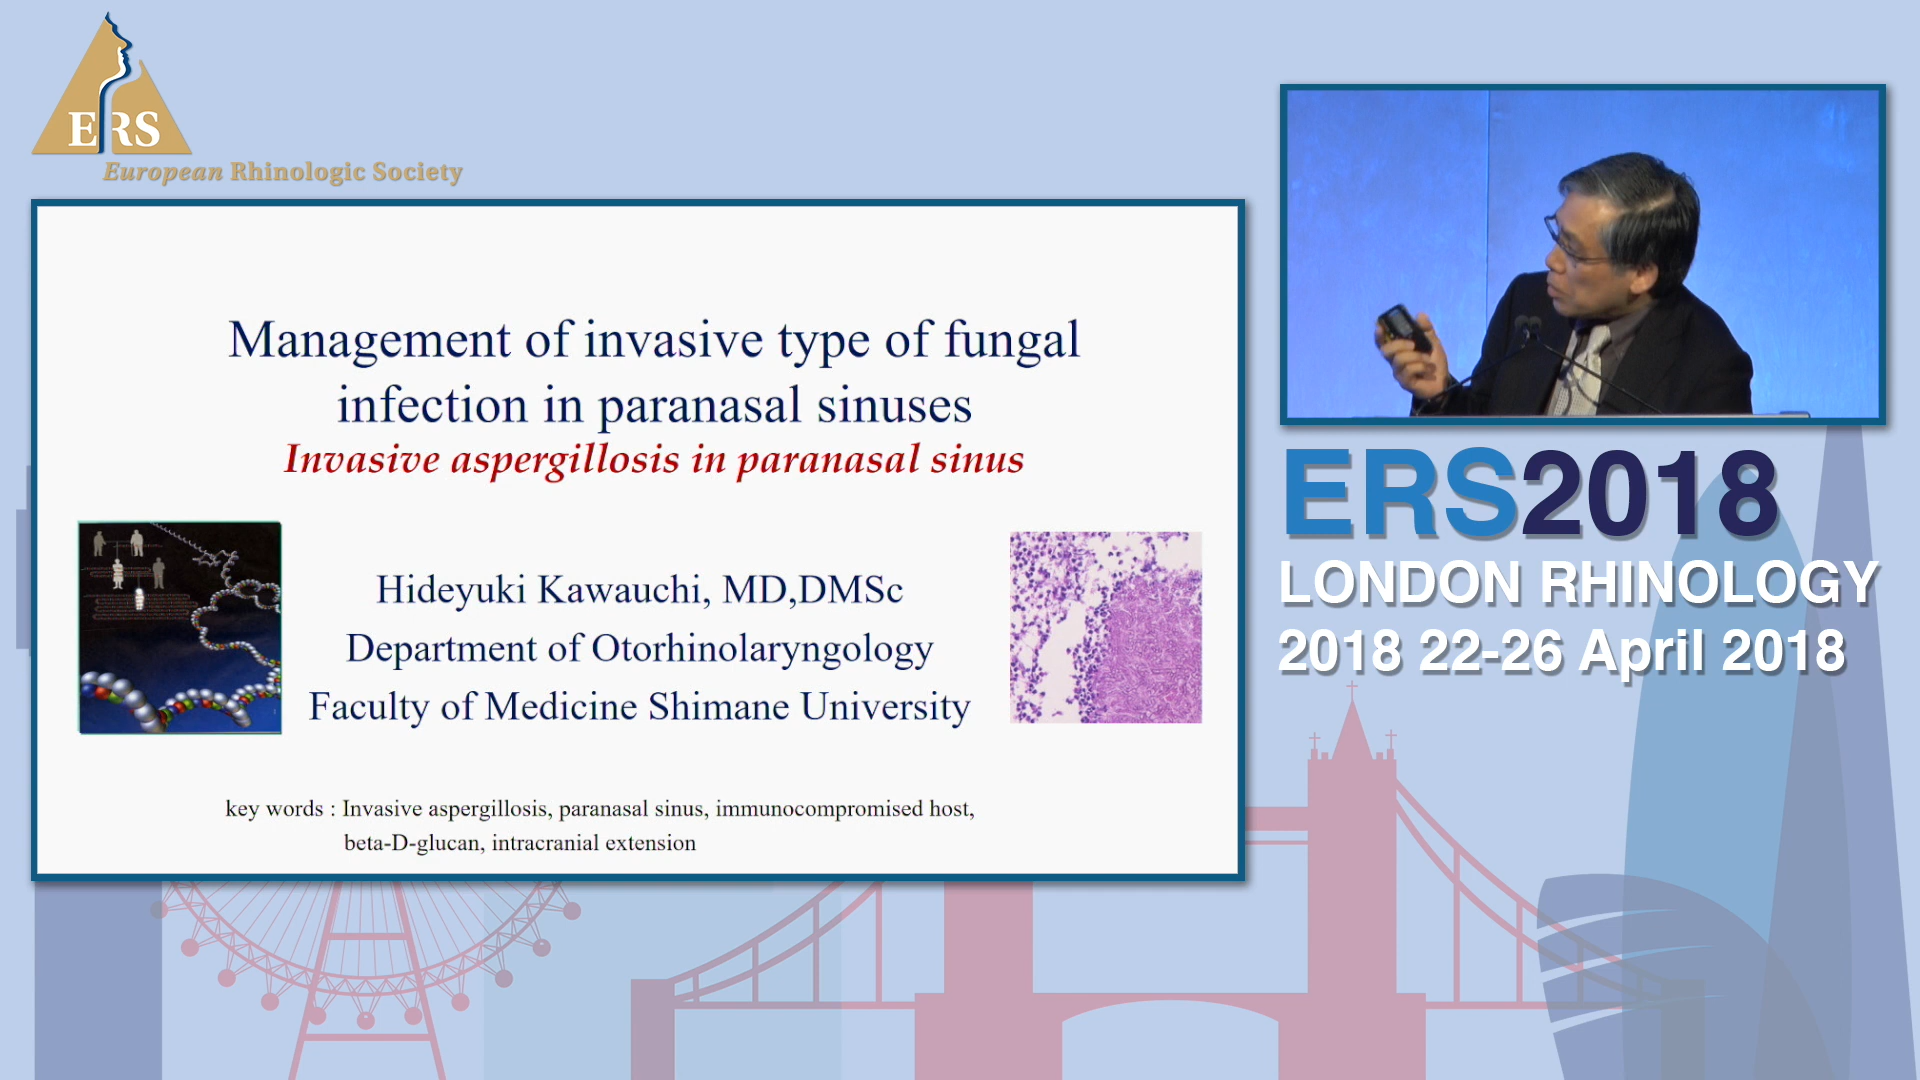 ERS
European Rhinologic Society
Management of invasive type of fungal
infection in paranasal sinuses
Invasive aspergillosis in paranasal sinus
Hideyuki Kawauchi, MD,DMSc
Department of Otorhinolaryngology
Faculty of Medicine Shimane University
key words : Invasive aspergillosis, paranasal sinus, immunocompromised host,
beta-D-glucan, intracranial extension
ERS2018
LONDON RHINOLOGY
2018 22-26 April 2018